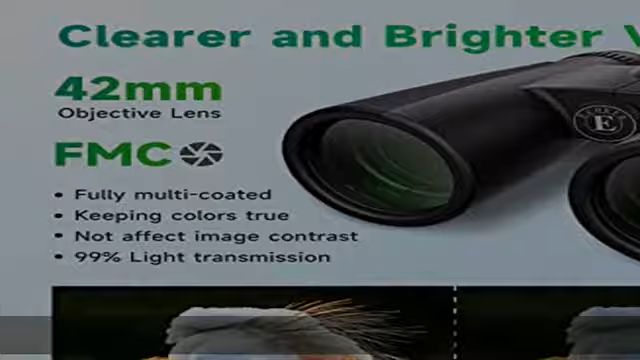 Clearer and Brighter
42mm
Objective Lens
FMC
• Fully multi-coated
• Keeping colors true
• Not affect image contrast
• 99% Light transmission
E